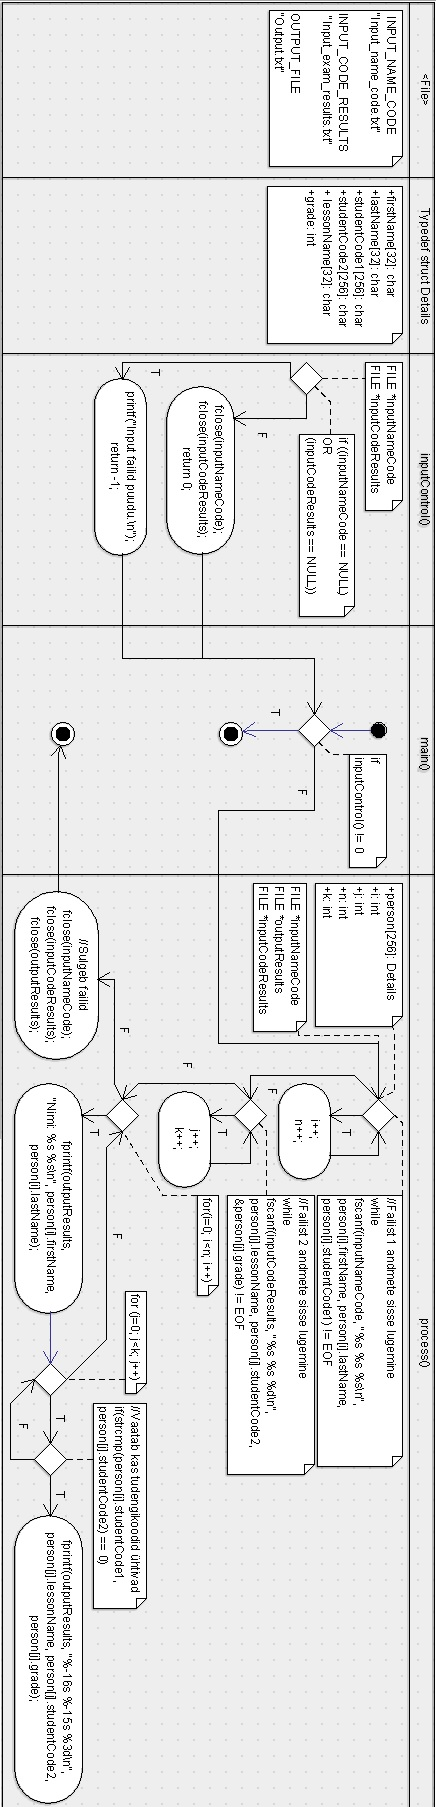 <File>
INPUT_NAME_CODE
"Input_name_code.txt"
INPUT_CODE_RESULTS
"Input_exam_results.txt"
OUTPUT_FILE
"Output.txt"
Typedef struct Details
+firstName[32]: char
+lastName[32]: char
+studentCode1[256]: char
+studentCode2[256]: char
+ lessonName[32]: char
+grade: int
inputControl()
FILE *inputNameCode
FILE *inputCodeResults
if ((inputNameCode == NULL)
OR
(inputCodeResults == NULL))
F
fclose(inputNameCode);
fclose(inputCodeResults);
return 0;
T
printf("Input failid puudu.\n");
return -1;
main()
if
inputControl() != 0
T
F
process()
+person[256]: Details
+i: int
+j: int
+n: int
+k: int
FILE *inputNameCode
FILE *outputResults
FILE *inputCodeResults
//Failist 1 andmete sisse lugemine
while
fscanf(inputNameCode, "%s %s %s\n",
person[i].firstName, person[i].lastName,
person[i].studentCode1) != EOF
T
i++;
n++;
F
//Failist 2 andmete sisse lugemine
while
fscanf(inputCodeResults, "%s %s %d\n",
person[j].lessonName, person[j].studentCode2,
&person[j].grade) != EOF
T
j++;
k++;
F
for(i=0; i<n; i++)
T
F
//Sulgeb failid
fclose(inputNameCode);
fclose(inputCodeResults);
fclose(outputResults);
fprintf(outputResults,
"Nimi: %s %s\n", person[i].firstName,
person[i].lastName);
F
for (j=0; j<k; j++)
T
//Vaatab kas tudengikoodid ühtivad
if(strcmp(person[i].studentCode1,
person[j].studentCode2) == 0)
F
T
fprintf(outputResults, "%-16s %-15s %3d\n",
person[j].lessonName, person[j].studentCode2,
person[j].grade);